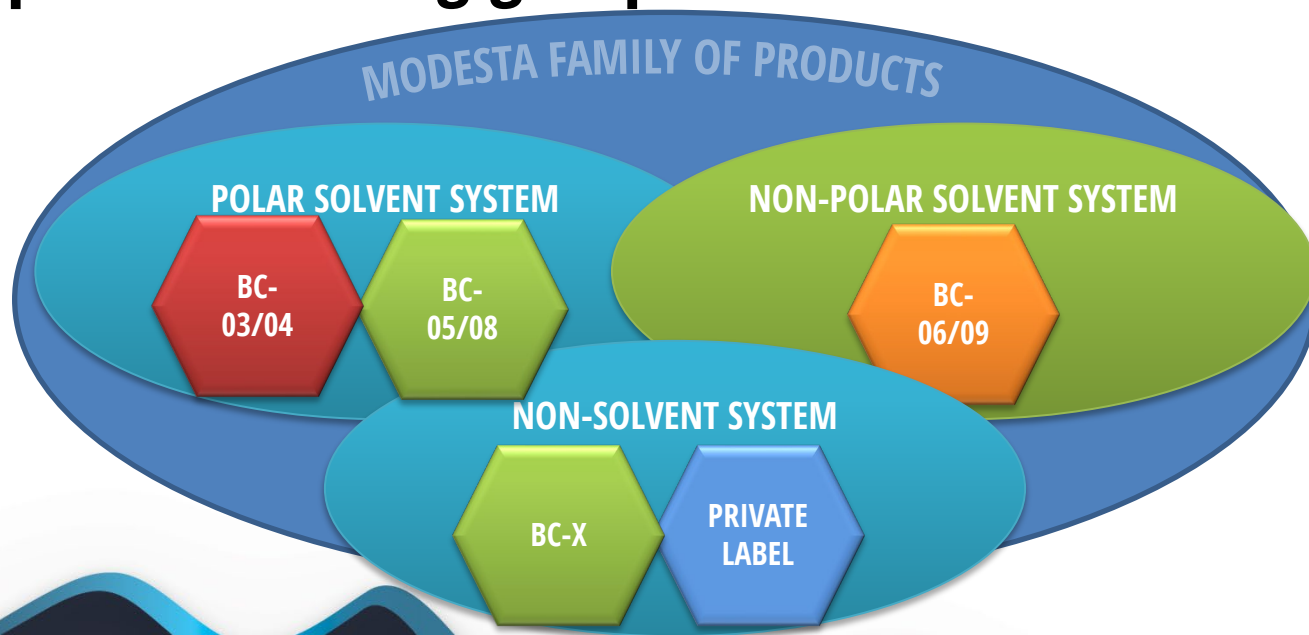 MODESTA FAMILY OF PRODUCTS
POLAR SOLVENT SYSTEM
NON-POLAR SOLVENT SYSTEM
BC-
03/04
BC-
05/08
BC-
06/09
NON-SOLVENT SYSTEM
BC-X
PRIVATE
LABEL